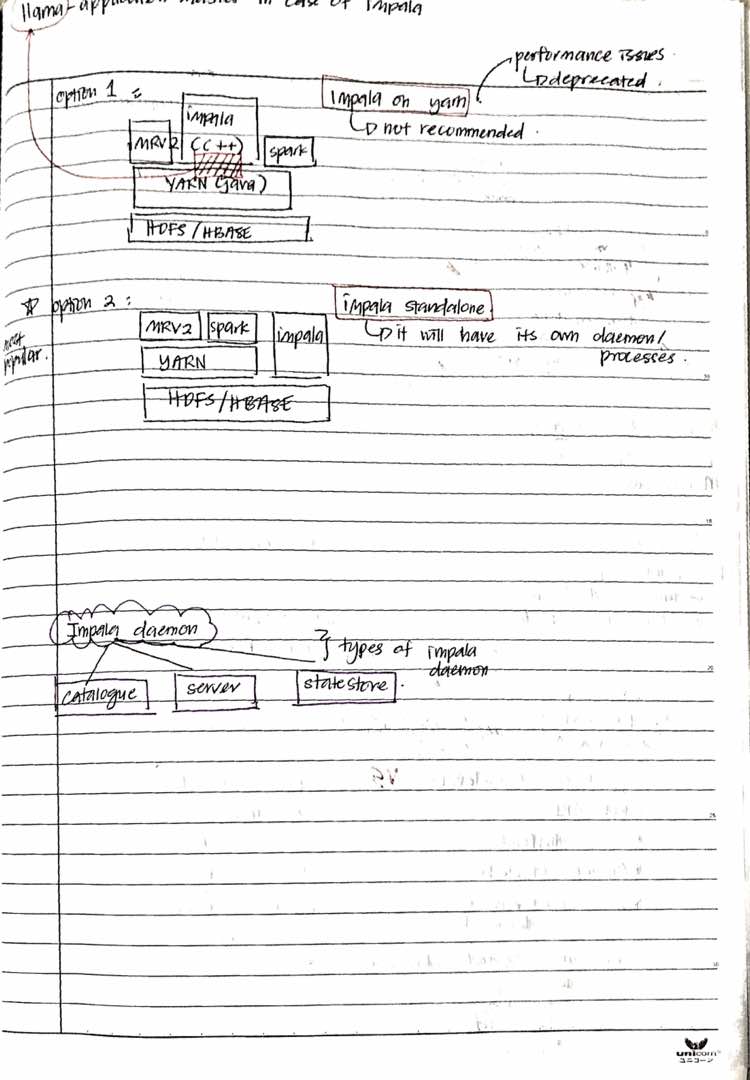 llama - application master in case of impala
performance issues.
↳ deprecated.
option 1 :
impala on yarn
↳ not recommended.
impala
MRV2
(C++)
spark
YARN (java)
HDFS / HBASE
☆ option 2 :
impala standalone
↳ it will have its own daemon/
processes.
MRV2
spark
impala
most
popular.
YARN
HDFS / HBASE
Impala daemon
} types of impala
daemon
catalogue
server
statestore.
unicorn
ユニコーン